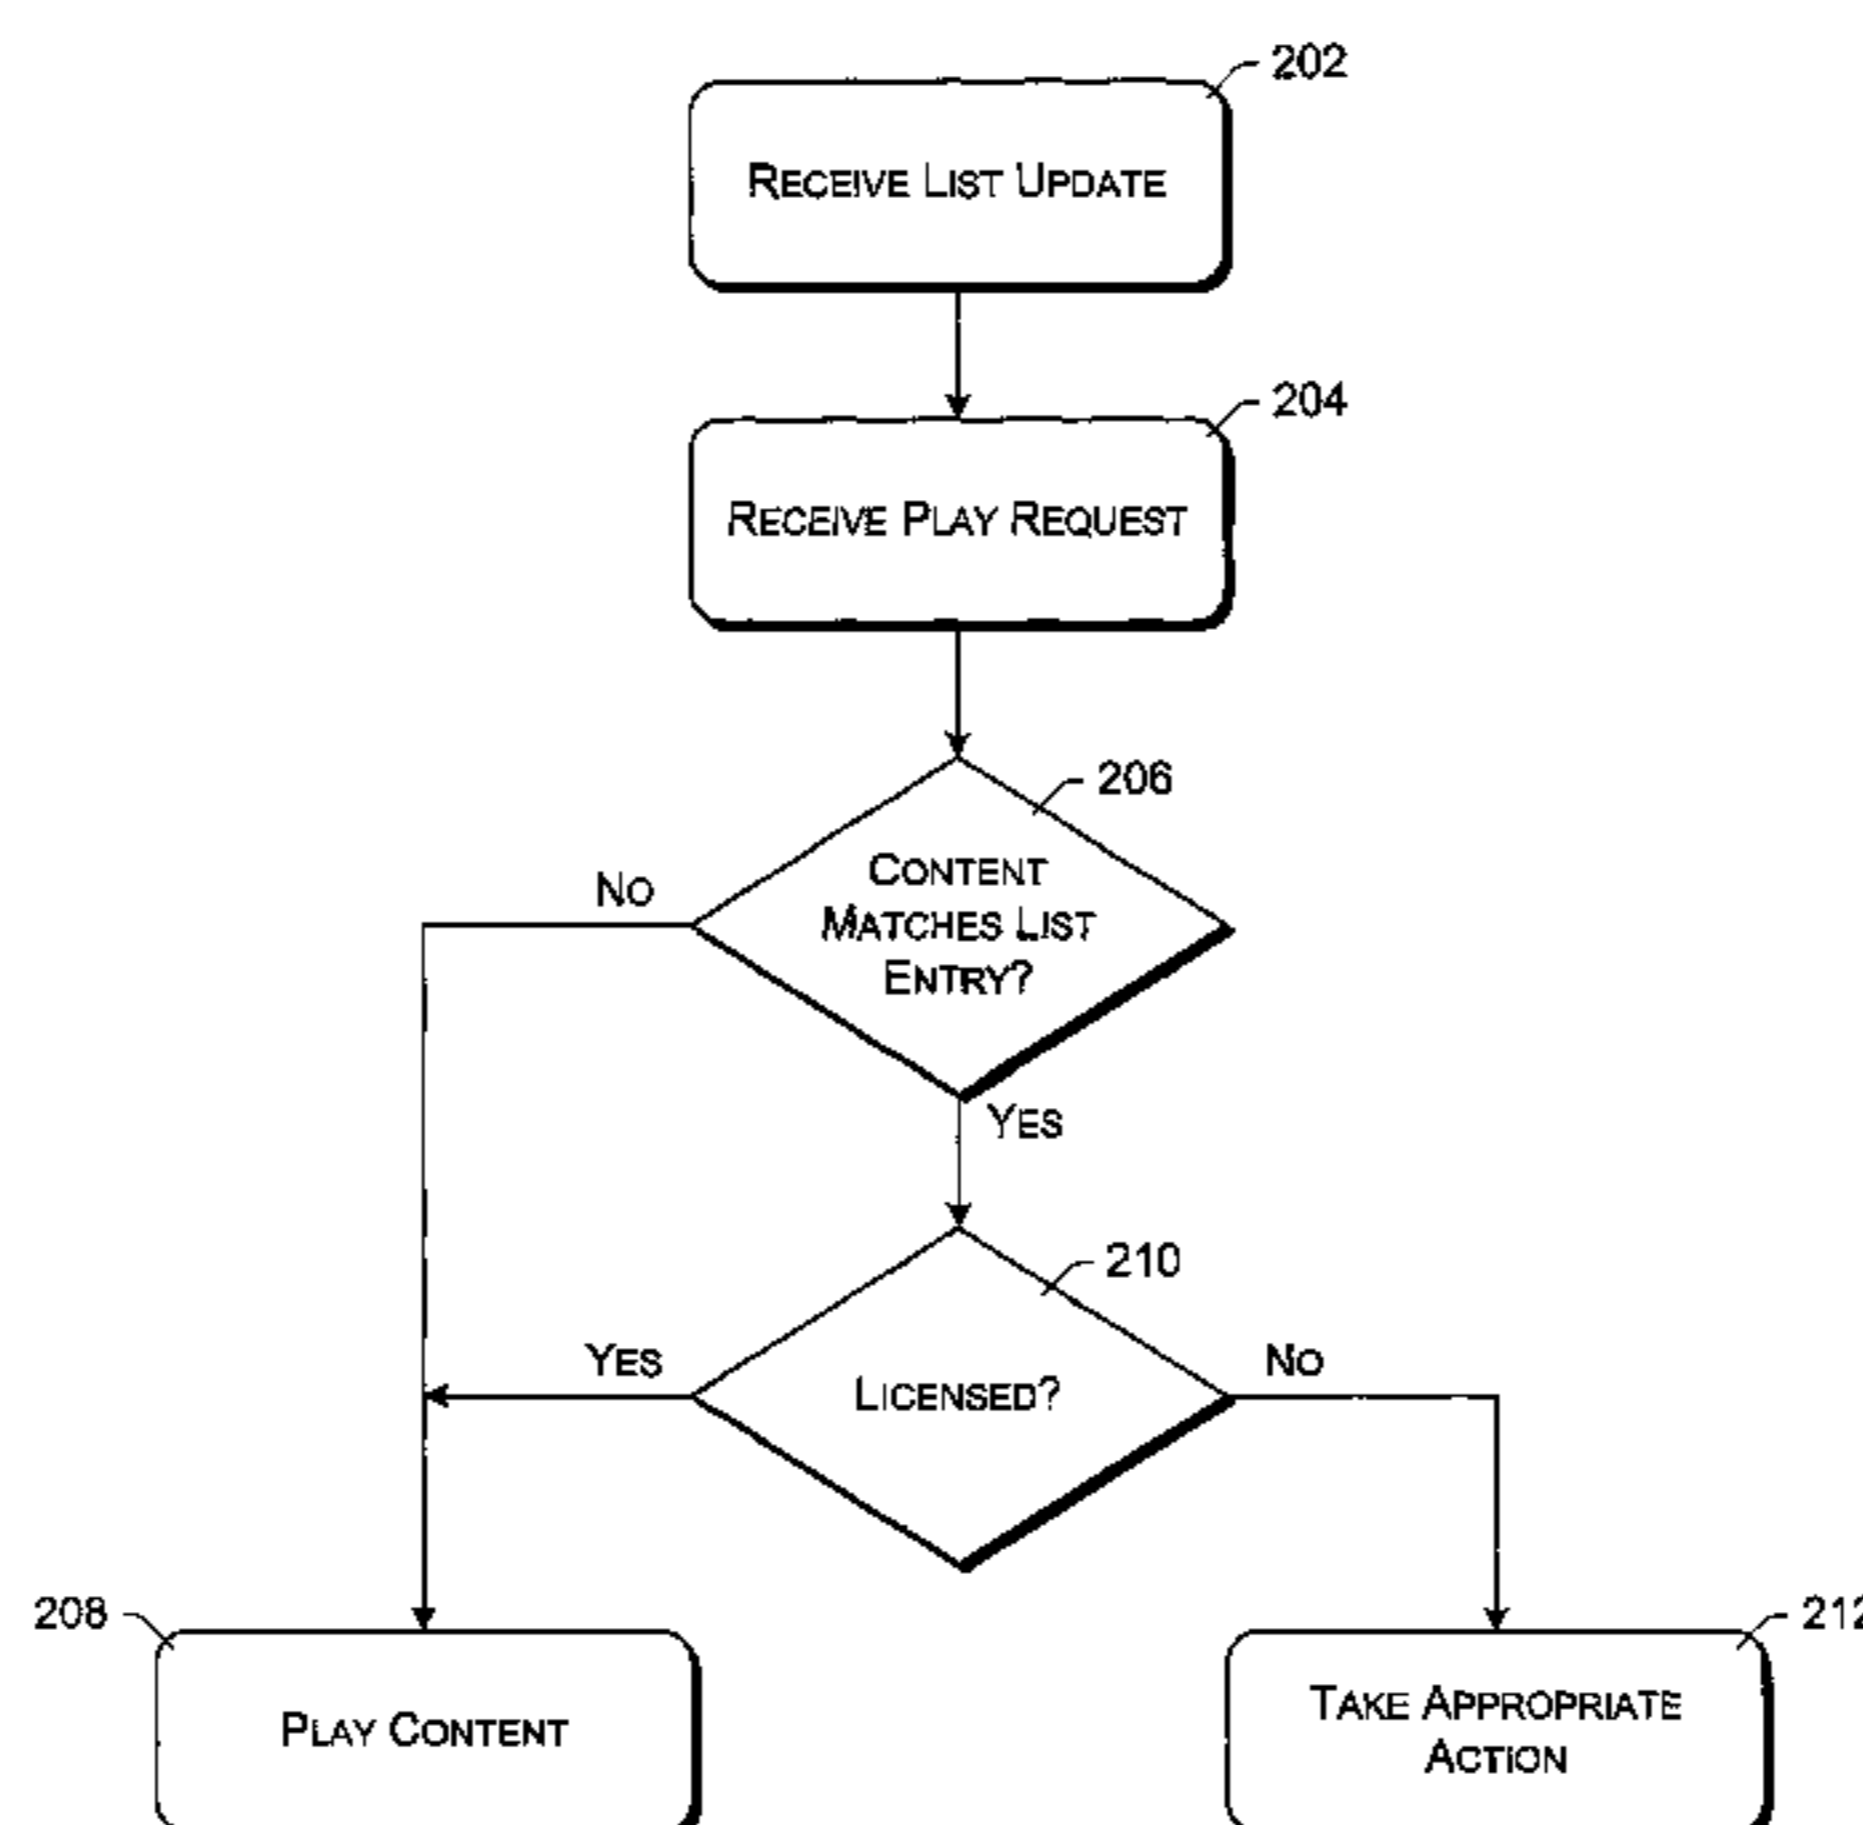 202
RECEIVE LIST UPDATE
204
RECEIVE PLAY REQUEST
206
CONTENT
MATCHES LIST
ENTRY?
NO
YES
210
LICENSED?
YES
NO
208
PLAY CONTENT
212
TAKE APPROPRIATE
ACTION